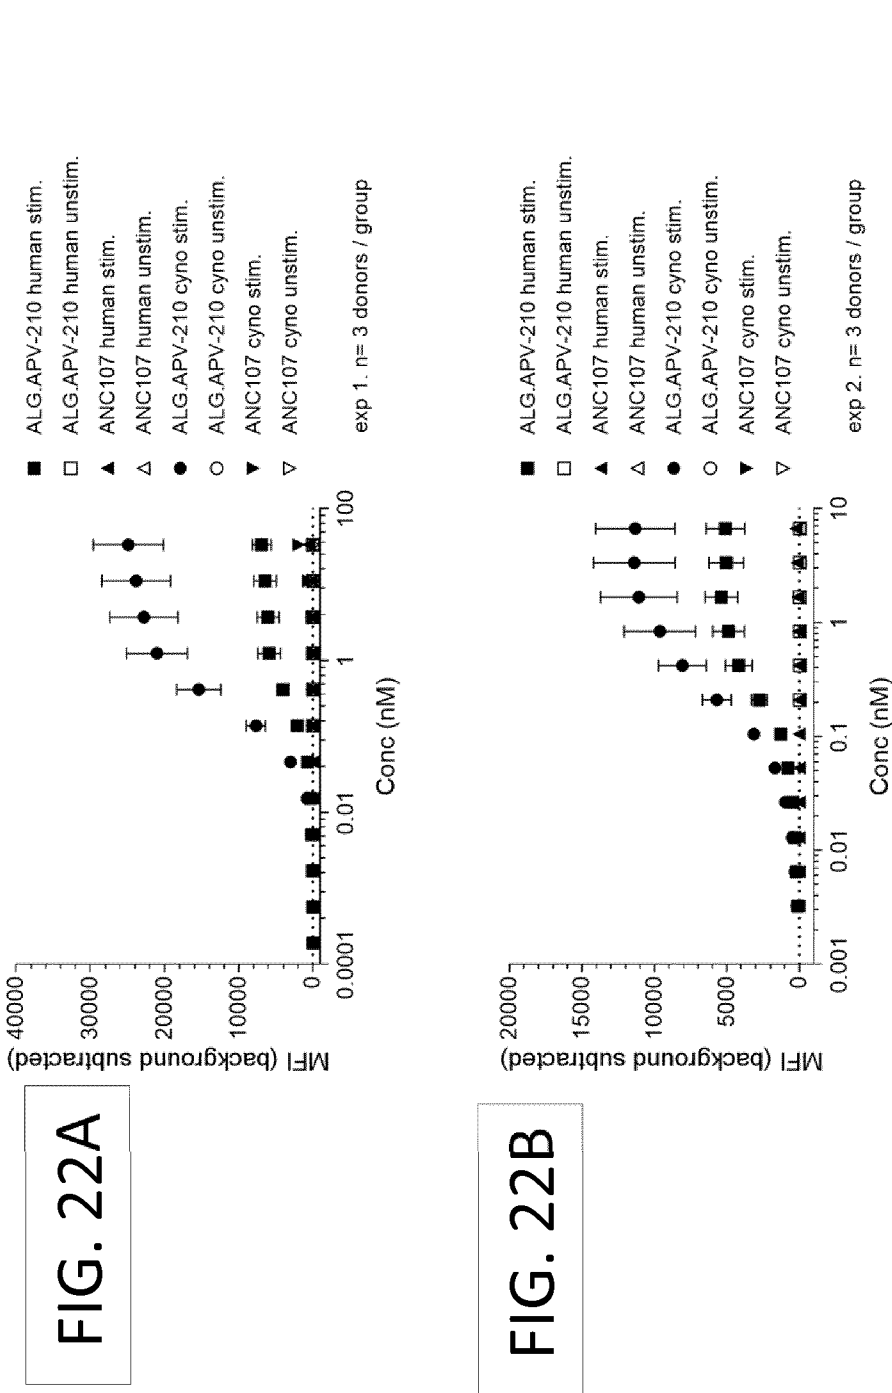 FIG. 22A
MFI (background subtracted)
40000
30000
20000
10000
0
0.0001
0.01
1
100
Conc (nM)
ALG.APV-210 human stim.
ALG.APV-210 human unstim.
ANC107 human stim.
ANC107 human unstim.
ALG.APV-210 cyno stim.
ALG.APV-210 cyno unstim.
ANC107 cyno stim.
ANC107 cyno unstim.
exp 1. n= 3 donors / group
FIG. 22B
MFI (background subtracted)
20000
15000
10000
5000
0
0.001
0.01
0.1
1
10
Conc (nM)
ALG.APV-210 human stim.
ALG.APV-210 human unstim.
ANC107 human stim.
ANC107 human unstim.
ALG.APV-210 cyno stim.
ALG.APV-210 cyno unstim.
ANC107 cyno stim.
ANC107 cyno unstim.
exp 2. n= 3 donors / group